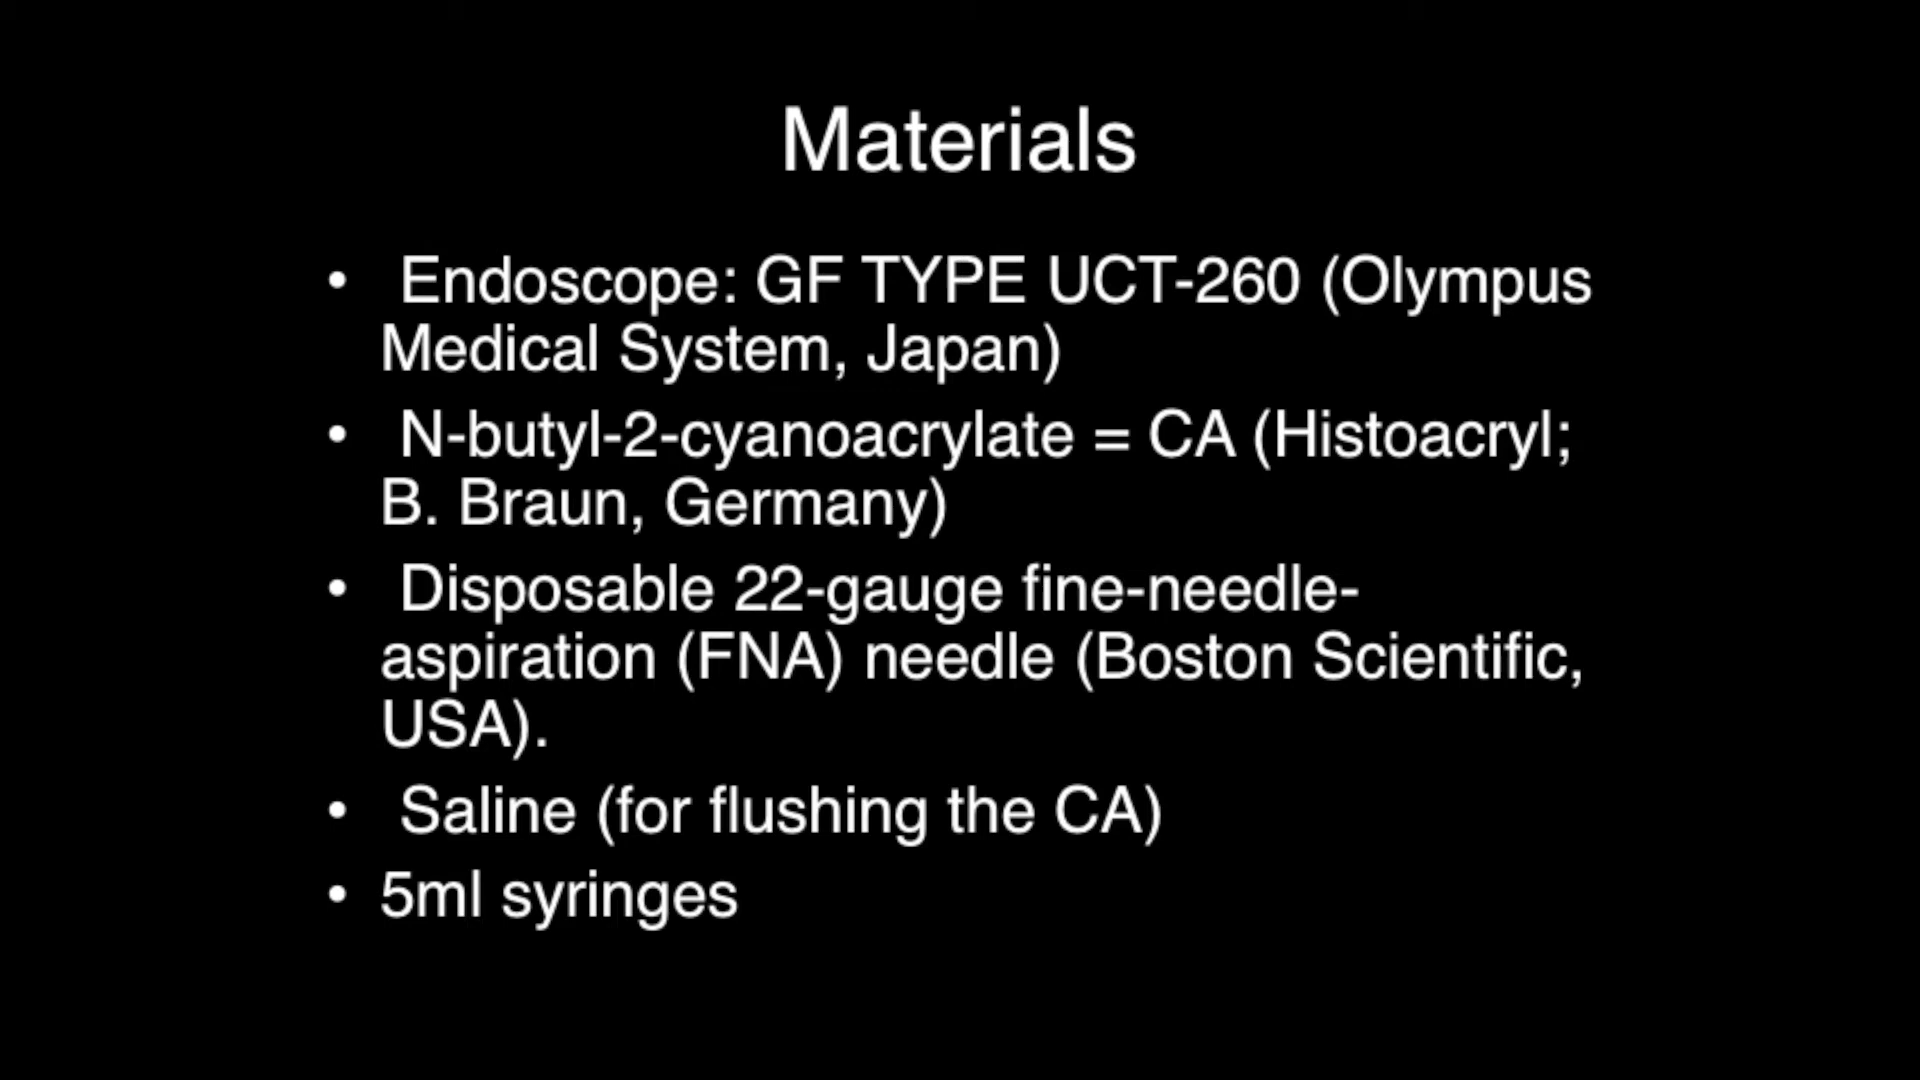 Materials
• Endoscope: GF TYPE UCT-260 (Olympus
Medical System, Japan)
• N-butyl-2-cyanoacrylate = CA (Histoacryl;
B. Braun, Germany)
• Disposable 22-gauge fine-needle-
aspiration (FNA) needle (Boston Scientific,
USA).
• Saline (for flushing the CA)
• 5ml syringes